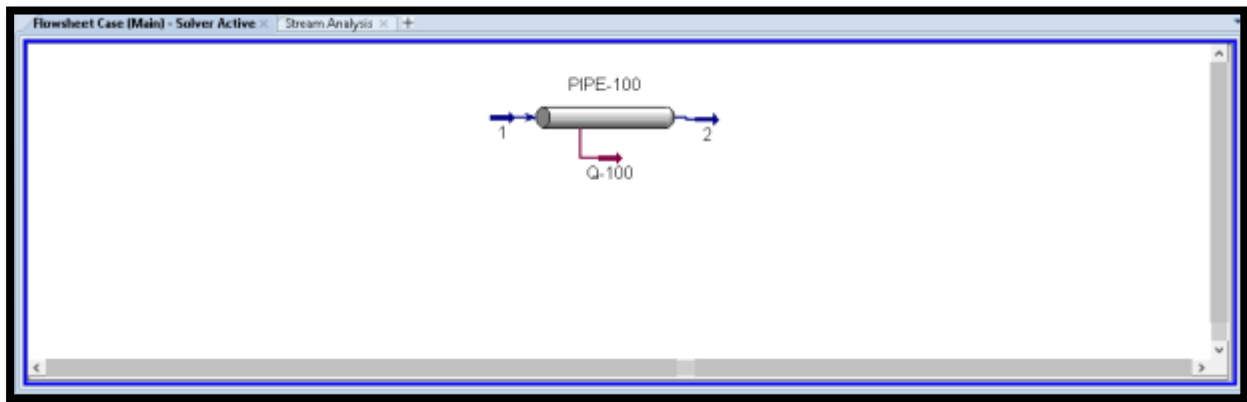 Flowsheet Case (Main) - Solver Active × Stream Analysis × +
PIPE-100
1
2
Q-100